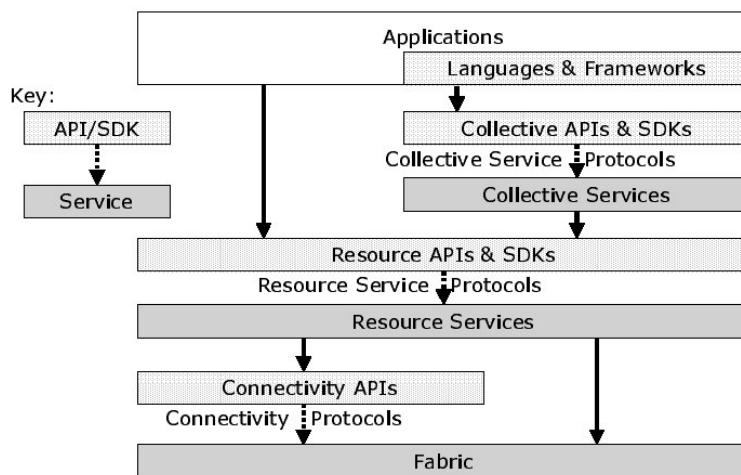 Applications
Languages & Frameworks
Key:
API/SDK
Collective APIs & SDKs
Collective Service Protocols
Service
Collective Services
Resource APIs & SDKs
Resource Service Protocols
Resource Services
Connectivity APIs
Connectivity Protocols
Fabric